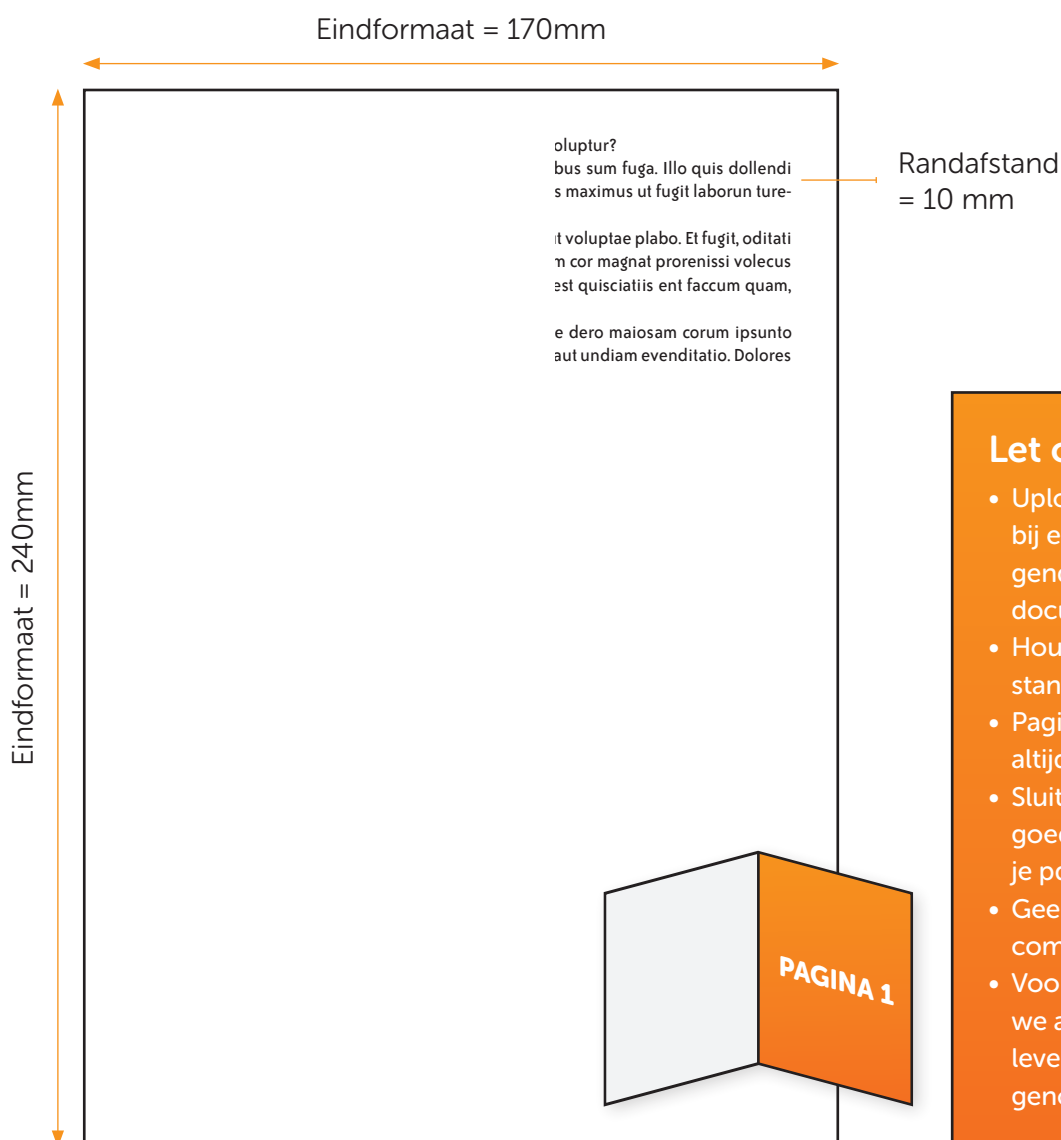 Eindformaat = 170mm
Eindformaat = 240mm
oluptur?
bus sum fuga. Illo quis dollendi
s maximus ut fugit laborun ture-
t voluptae plabo. Et fugit, oditati
m cor magnat prorenissi volecus
est quisciatiis ent faccum quam,
e dero maiosam corum ipsunto
aut undiam evenditatio. Dolores
Randafstand
= 10 mm
PAGINA 1
Let
• Uplo
bij e
gen
doc
• Hou
stan
• Pagi
altij
• Sluit
goe
je p
• Gee
com
• Voo
we a
leve
gen